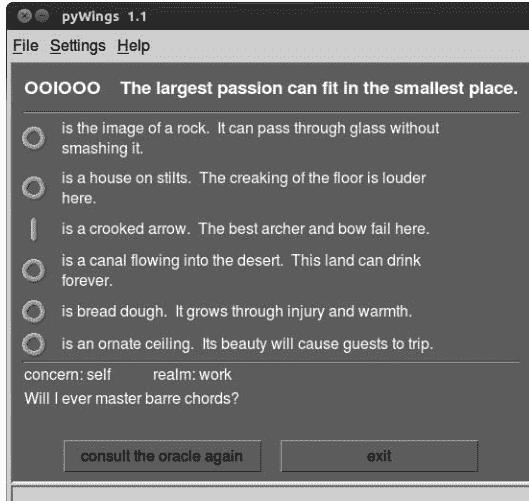 pyWings 1.1
File Settings Help
OOIOOO The largest passion can fit in the smallest place.
is the image of a rock. It can pass through glass without
smashing it.
is a house on stilts. The creaking of the floor is louder
here.
is a crooked arrow. The best archer and bow fail here.
is a canal flowing into the desert. This land can drink
forever.
is bread dough. It grows through injury and warmth.
is an ornate ceiling. Its beauty will cause guests to trip.
concern: self realm: work
Will I ever master barre chords?
consult the oracle again exit